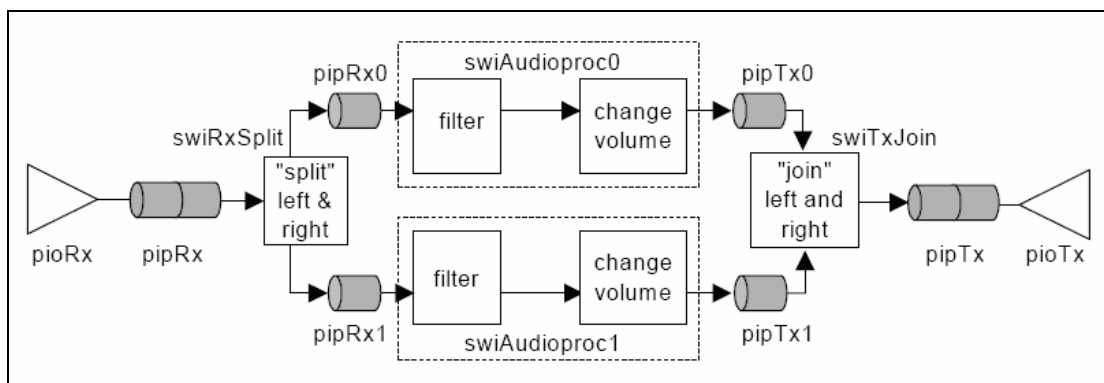 swiAudioproc0
pipRx0
filter
change
volume
pipTx0
swiRxSplit
"split"
left &
right
swiTxJoin
"join"
left and
right
pioRx
pipRx
pipTx
pioTx
pipRx1
filter
change
volume
swiAudioproc1
pipTx1